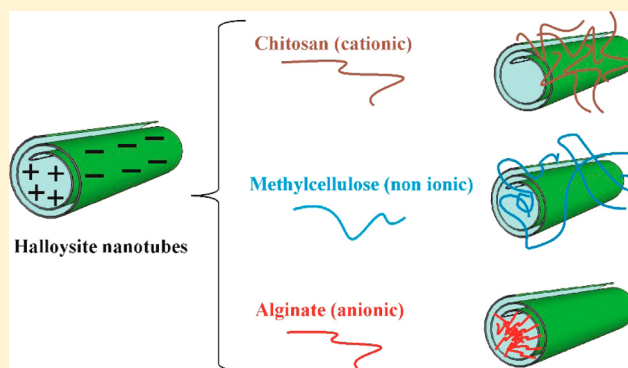 Chitosan (cationic)
Methylcellulose (non ionic)
Halloysite nanotubes
Alginate (anionic)